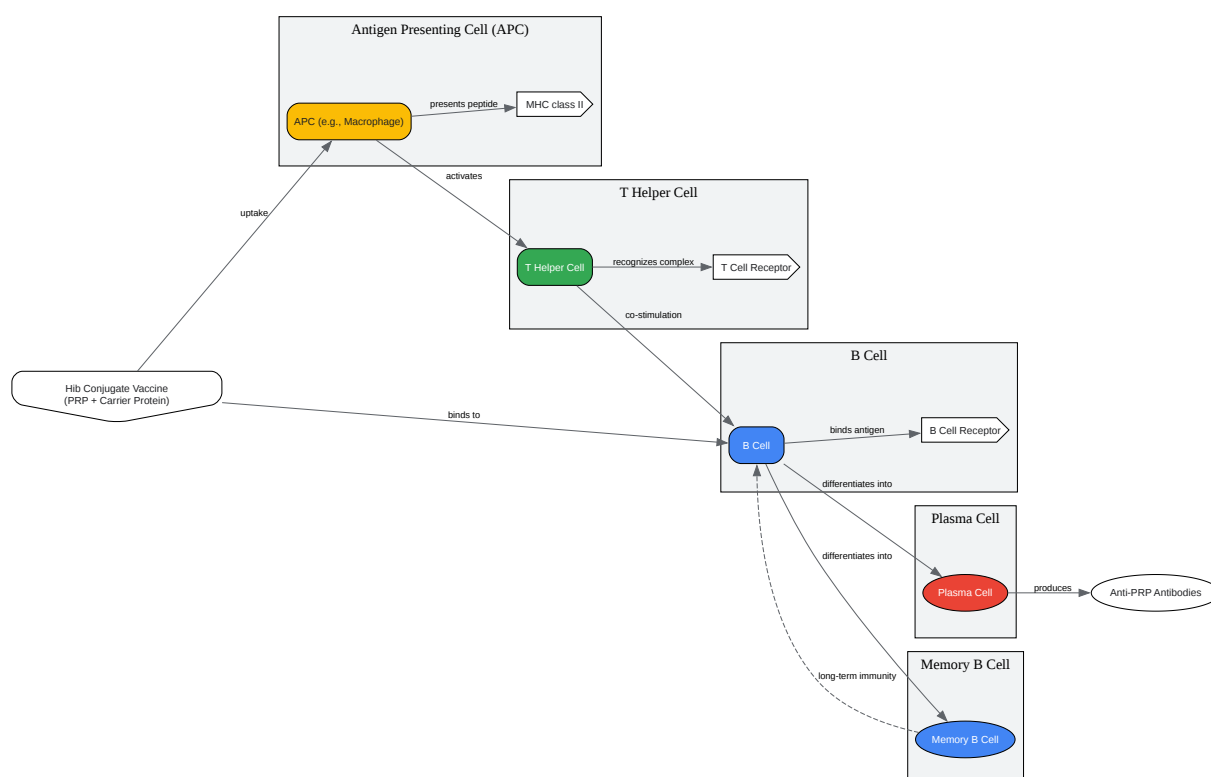 Antigen Presenting Cell (APC)
presents peptide
MHC class II
APC (e.g., Macrophage)
activates
T Helper Cell
uptake
T Helper Cell
recognizes complex
T Cell Receptor
co-stimulation
B Cell
Hib Conjugate Vaccine
(PRP + Carrier Protein)
binds to
B Cell
binds antigen
B Cell Receptor
differentiates into
Plasma Cell
differentiates into
Plasma Cell
produces
Anti-PRP Antibodies
Memory B Cell
long-term immunity
Memory B Cell